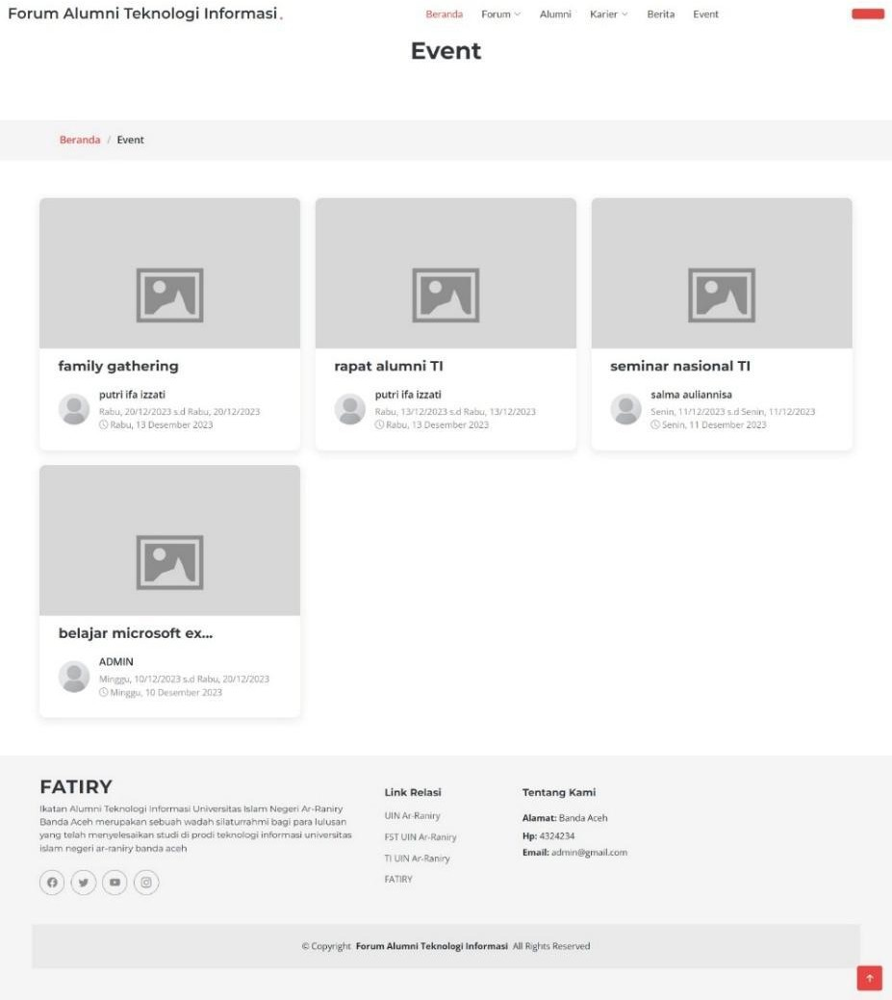 Forum Alumni Teknologi Informasi.
Beranda Forum Alumni Karier Berita Event
Event
Beranda / Event
family gathering
putri ifa izzati
Rabu, 20/12/2023 s.d Rabu, 20/12/2023
Rabu, 13 Desember 2023
rapat alumni TI
putri ifa izzati
Rabu, 13/12/2023 s.d Rabu, 13/12/2023
Rabu, 13 Desember 2023
seminar nasional TI
salma auliannisa
Senin, 11/12/2023 s.d Senin, 11/12/2023
Senin, 11 Desember 2023
belajar microsoft ex...
ADMIN
Minggu, 10/12/2023 s.d Rabu, 20/12/2023
Minggu, 10 Desember 2023
FATIRY
Ikatan Alumni Teknologi Informasi Universitas Islam Negeri Ar-Raniry
Banda Aceh merupakan sebuah wadah silaturrahmi bagi para lulusan
yang telah menyelesaikan studi di prodi teknologi informasi universitas
islam negeri ar-raniry banda aceh
Link Relasi
UIN Ar-Raniry
FST UIN Ar-Raniry
TI UIN Ar-Raniry
FATIRY
Tentang Kami
Alamat: Banda Aceh
Hp: 4324234
Email: admin@gmail.com
© Copyright Forum Alumni Teknologi Informasi All Rights Reserved